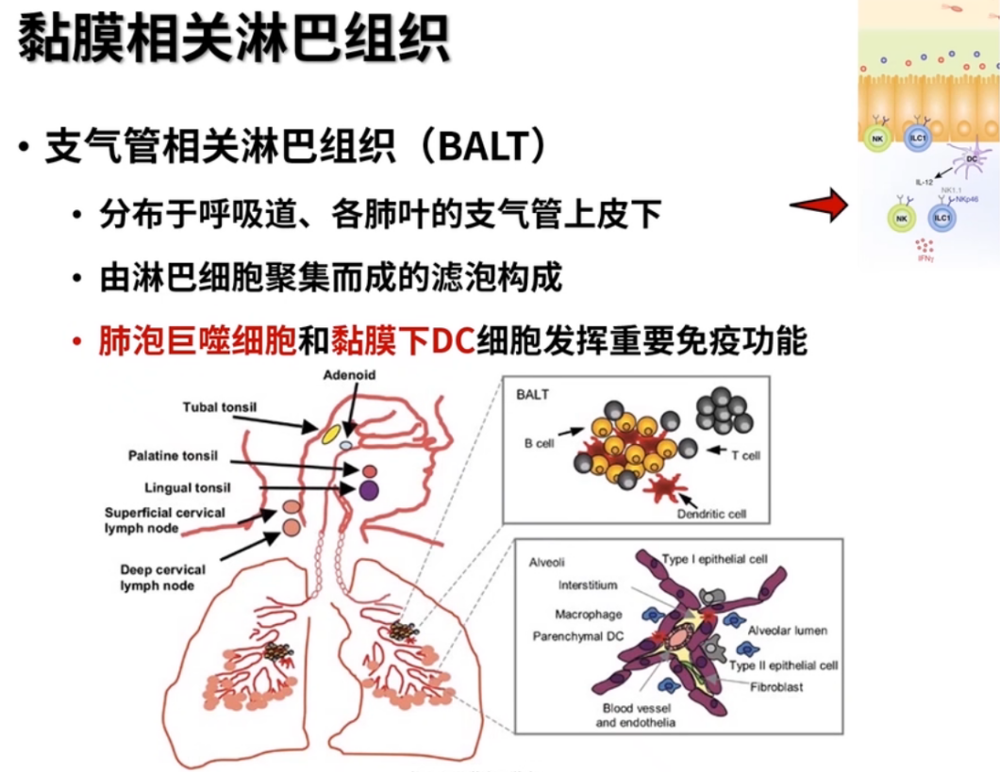 黏膜相关淋巴组织
• 支气管相关淋巴组织（BALT）
• 分布于呼吸道、各肺叶的支气管上皮下
• 由淋巴细胞聚集而成的滤泡构成
• 肺泡巨噬细胞和黏膜下DC细胞发挥重要免疫功能
NK
ILC1
DC
IL-12
NK1.1
NKp46
NK
ILC1
IFNγ
Adenoid
Tubal tonsil
Palatine tonsil
Lingual tonsil
Superficial cervical
lymph node
Deep cervical
lymph node
BALT
B cell
T cell
Dendritic cell
Alveoli
Type I epithelial cell
Interstitium
Macrophage
Parenchymal DC
Alveolar lumen
Type II epithelial cell
Fibroblast
Blood vessel
and endothelia